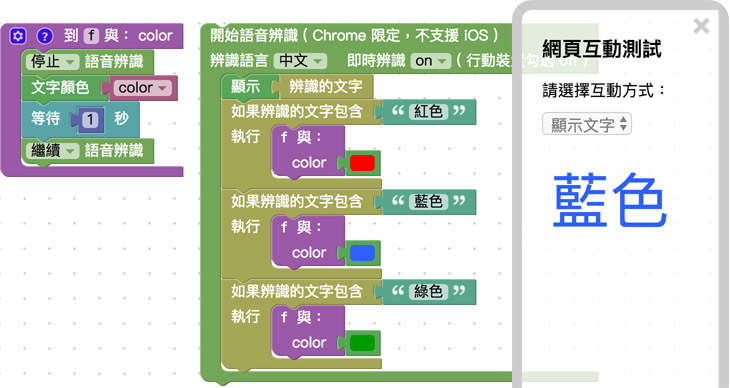 到 f 與： color
停止 語音辨識
文字顏色 color
等待 1 秒
繼續 語音辨識
開始語音辨識 ( Chrome 限定，不支援 iOS )
辨識語言 中文 即時辨識 on ( 行動裝
顯示 辨識的文字
如果辨識的文字包含 “ 紅色 ”
執行 f 與：
color
如果辨識的文字包含 “ 藍色 ”
執行 f 與：
color
如果辨識的文字包含 “ 綠色 ”
執行 f 與：
color
網頁互動測試
請選擇互動方式：
顯示文字
藍色